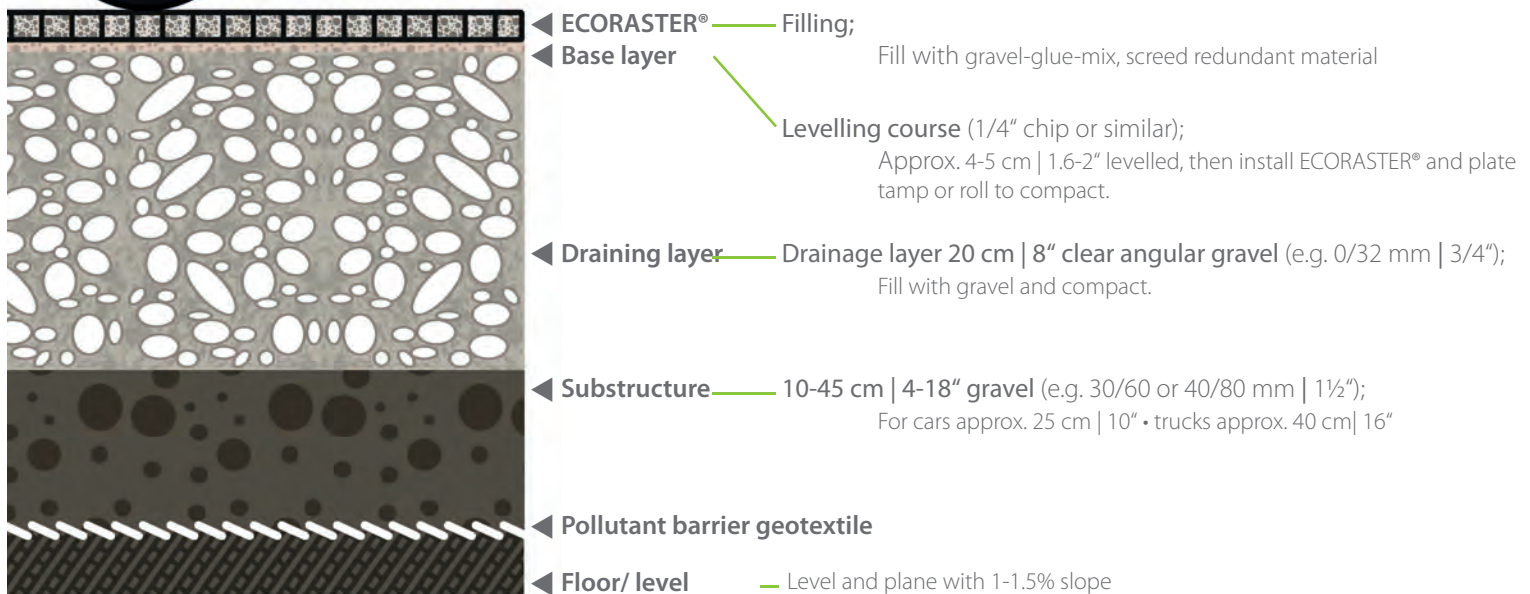 ECORASTER® Filling;
Base layer Fill with gravel-glue-mix, screed redundant material
Levelling course (1/4“ chip or similar);
Approx. 4-5 cm | 1.6-2“ levelled, then install ECORASTER® and plate
tamp or roll to compact.
Draining layer Drainage layer 20 cm | 8“ clear angular gravel (e.g. 0/32 mm | 3/4“);
Fill with gravel and compact.
Substructure 10-45 cm | 4-18“ gravel (e.g. 30/60 or 40/80 mm | 1½“);
For cars approx. 25 cm | 10“ • trucks approx. 40 cm| 16“
Pollutant barrier geotextile
Floor/ level Level and plane with 1-1.5% slope